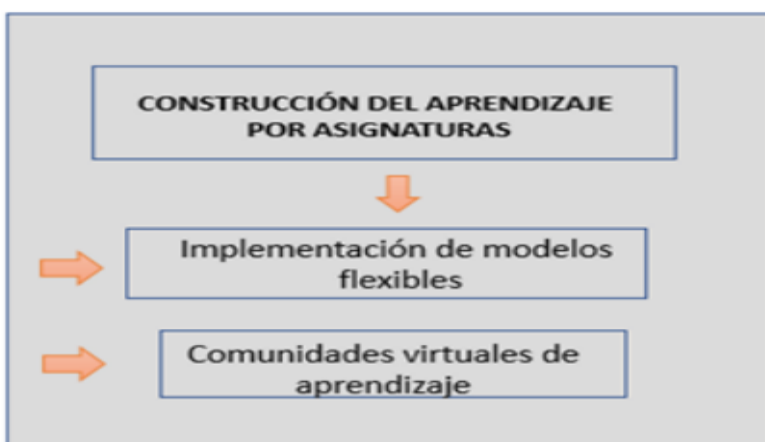 CONSTRUCCIÓN DEL APRENDIZAJE
POR ASIGNATURAS
Implementación de modelos
flexibles
Comunidades virtuales de
aprendizaje